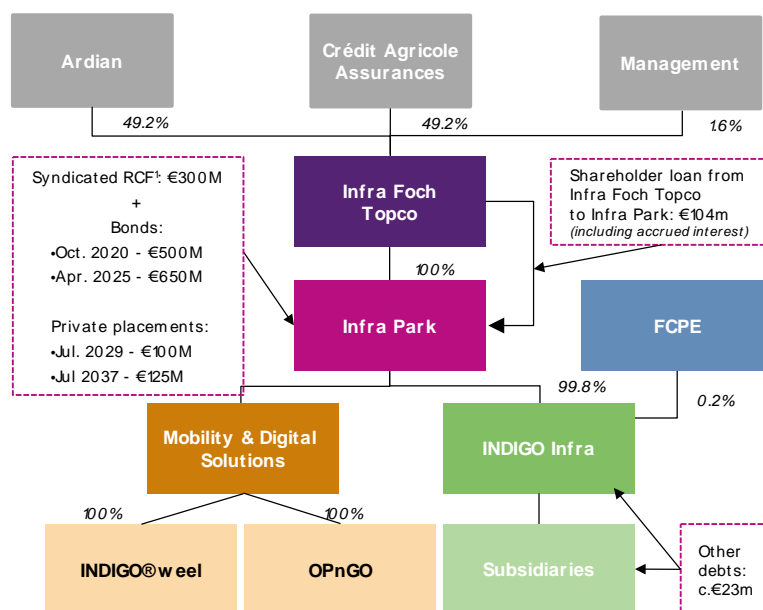 Ardian
Crédit Agricole
Assurances
Management
49.2%
49.2%
1.6%
Syndicated RCF¹: €300M
+
Bonds:
•Oct. 2020 - €500M
•Apr. 2025 - €650M
Private placements:
•Jul. 2029 - €100M
•Jul 2037 - €125M
Infra Foch
Topco
Shareholder loan from
Infra Foch Topco
to Infra Park: €104m
(including accrued interest)
100%
Infra Park
FCPE
99.8%
0.2%
Mobility & Digital
Solutions
INDIGO Infra
100%
100%
INDIGO®weel
OPnGO
Subsidiaries
Other
debts:
c.€23m